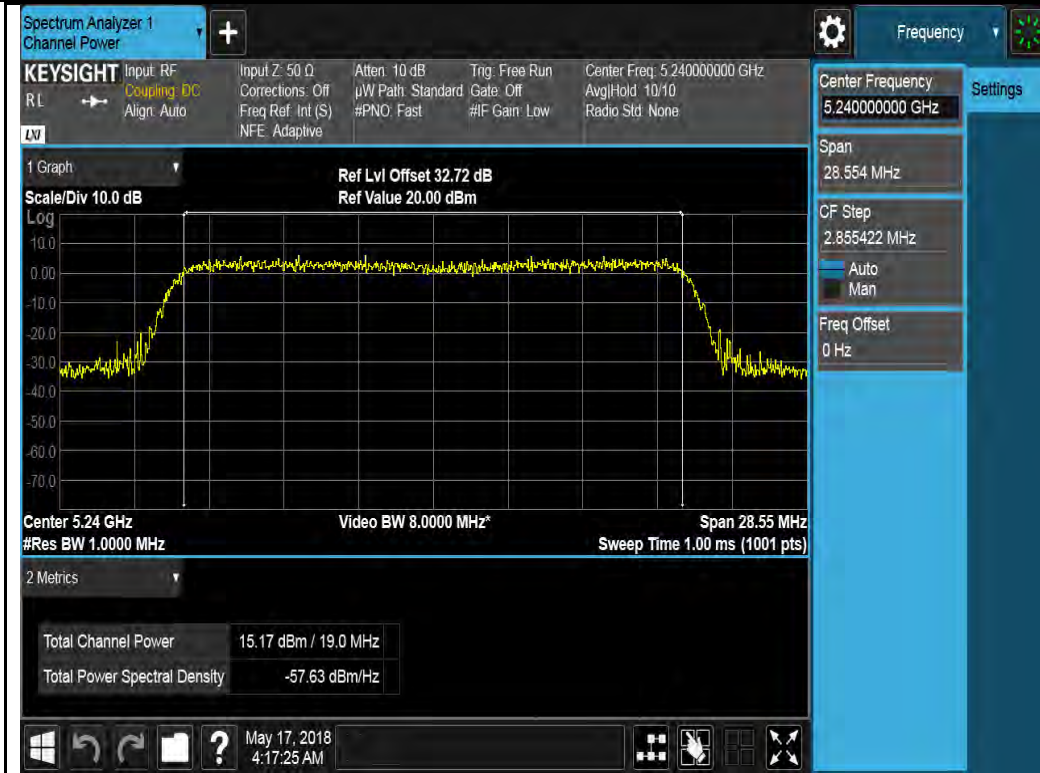 Spectrum Analyzer 1
Channel Power
+
Frequency
KEYSIGHT
RL
LXI
Input: RF
Coupling: DC
Align: Auto
Input Z: 50 Ω
Corrections: Off
Freq Ref: Int (S)
NFE: Adaptive
Atten: 10 dB
µW Path: Standard
#PNO: Fast
Trig: Free Run
Gate: Off
#IF Gain: Low
Center Freq: 5.240000000 GHz
Avg|Hold: 10/10
Radio Std: None
Center Frequency
5.240000000 GHz
Settings
Span
28.554 MHz
CF Step
2.855422 MHz
Auto
Man
Freq Offset
0 Hz
1 Graph
Scale/Div 10.0 dB
Ref Lvl Offset 32.72 dB
Ref Value 20.00 dBm
Log
10.0
0.00
-10.0
-20.0
-30.0
-40.0
-50.0
-60.0
-70.0
Center 5.24 GHz
#Res BW 1.0000 MHz
Video BW 8.0000 MHz*
Span 28.55 MHz
Sweep Time 1.00 ms (1001 pts)
2 Metrics
Total Channel Power 15.17 dBm / 19.0 MHz
Total Power Spectral Density -57.63 dBm/Hz
?
May 17, 2018
4:17:25 AM